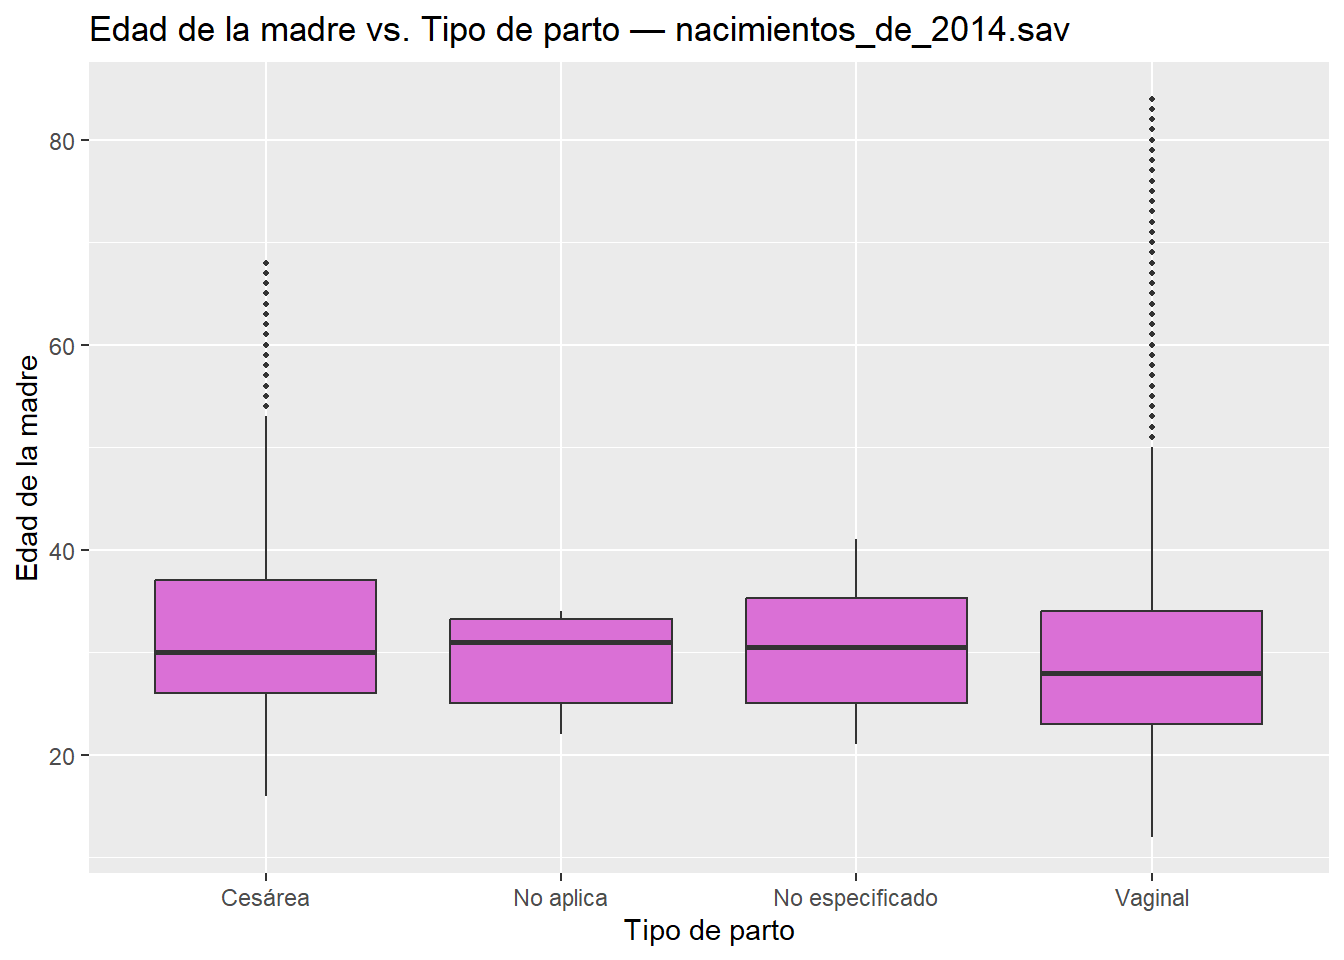 Edad de la madre vs. Tipo de parto — nacimientos_de_2014.sav
Edad de la madre
80
60
40
20
Cesárea No aplica No especificado Vaginal
Tipo de parto